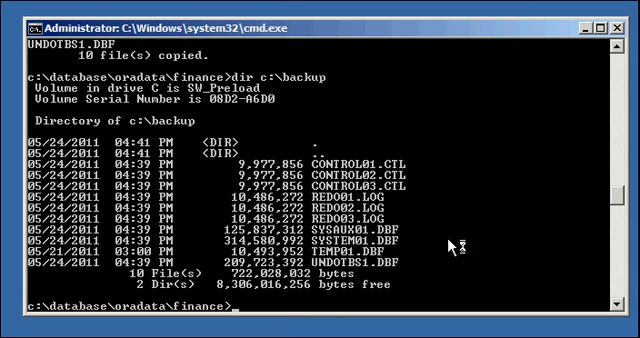 Administrator: C:\Windows\system32\cmd.exe
UNDOTBS1.DBF
10 file(s) copied.
c:\database\oradata\finance>dir c:\backup
Volume in drive C is SW_Preload
Volume Serial Number is 08D2-A6D0
Directory of c:\backup
05/24/2011 04:41 PM <DIR> .
05/24/2011 04:41 PM <DIR> ..
05/24/2011 04:39 PM 9,977,856 CONTROL01.CTL
05/24/2011 04:39 PM 9,977,856 CONTROL02.CTL
05/24/2011 04:39 PM 9,977,856 CONTROL03.CTL
05/24/2011 04:39 PM 10,486,272 REDO01.LOG
05/24/2011 04:39 PM 10,486,272 REDO02.LOG
05/24/2011 04:39 PM 10,486,272 REDO03.LOG
05/24/2011 04:39 PM 125,837,312 SYSAUX01.DBF
05/24/2011 04:39 PM 314,580,992 SYSTEM01.DBF
05/21/2011 03:00 PM 10,493,952 TEMP01.DBF
05/24/2011 04:39 PM 209,723,392 UNDOTBS1.DBF
10 File(s) 722,028,032 bytes
2 Dir(s) 8,306,016,256 bytes free
c:\database\oradata\finance>_